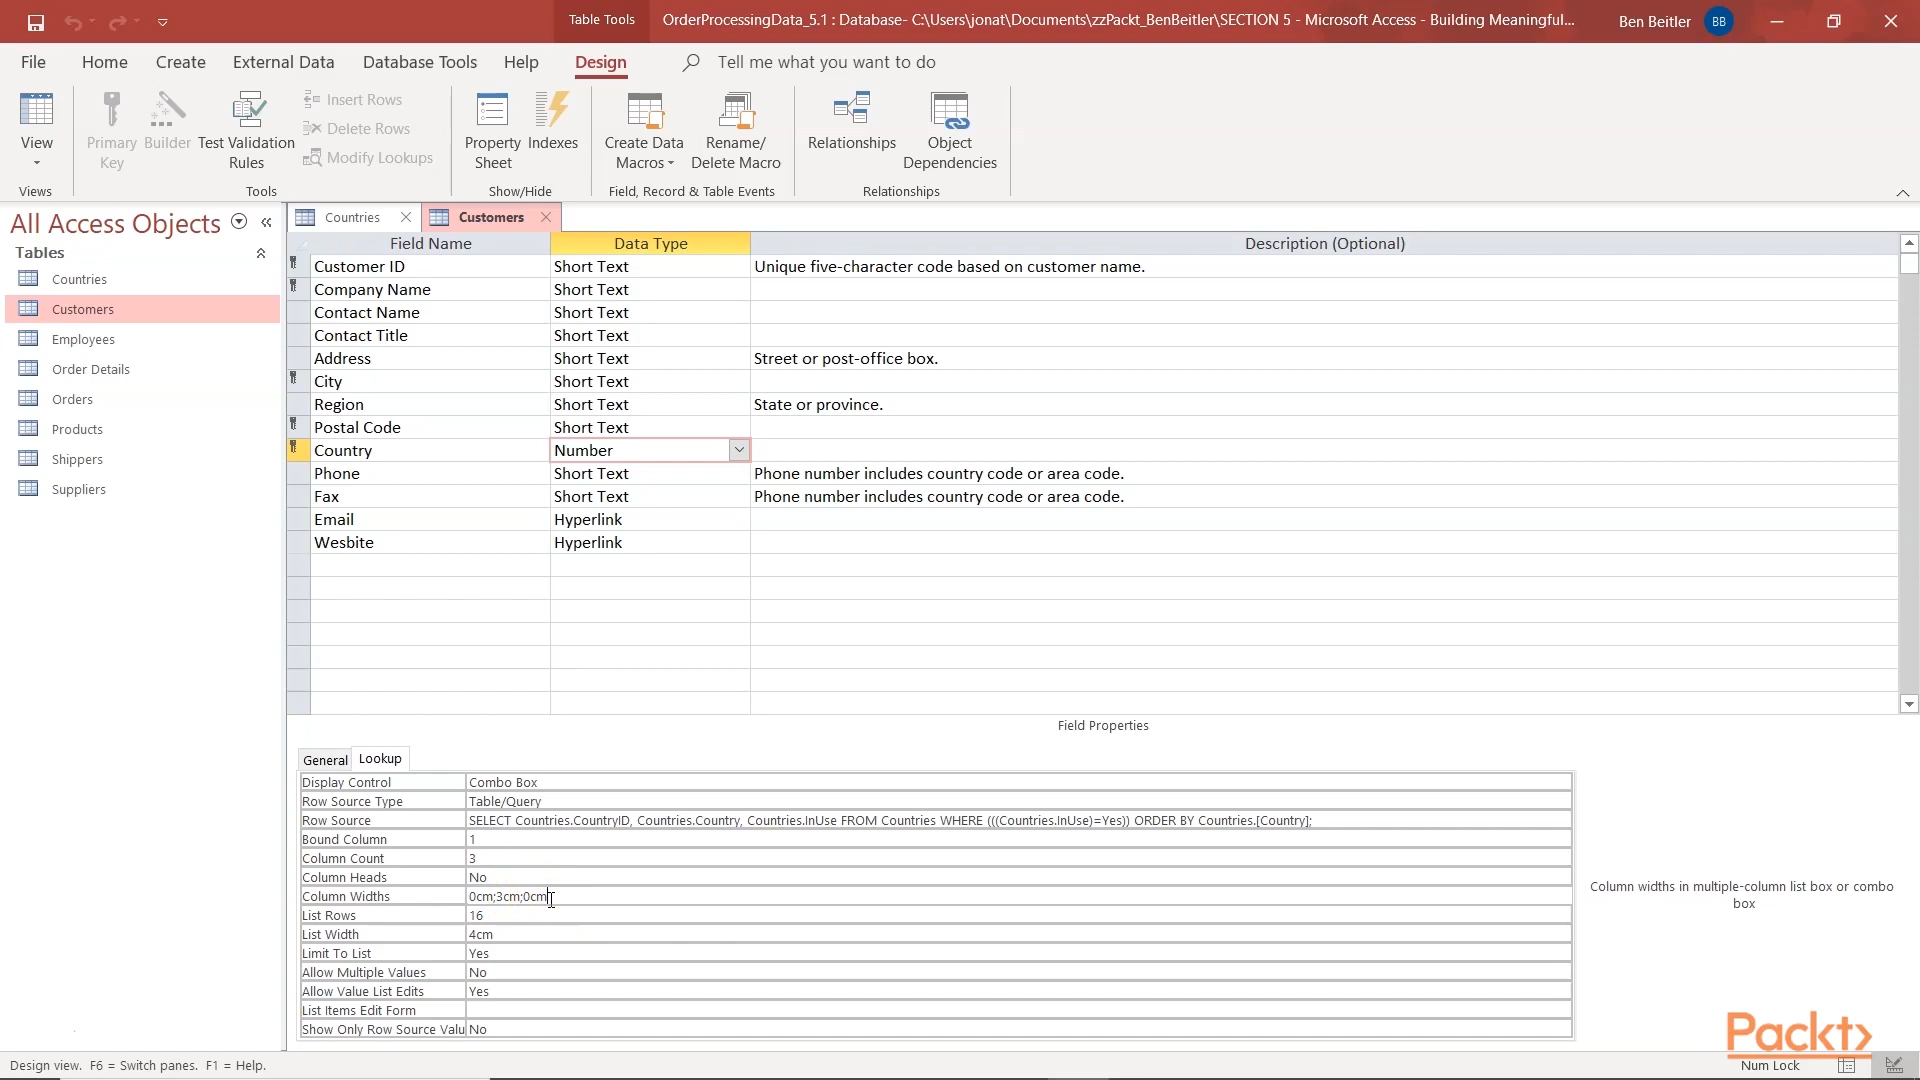 Table Tools
OrderProcessingData_5.1 : Database- C:\Users\jonat\Documents\zzPackt_BenBeitler\SECTION 5 - Microsoft Access - Building Meaningful...
Ben Beitler BB
File Home Create External Data Database Tools Help Design Tell me what you want to do
View
Primary Key
Builder
Test Validation Rules
Insert Rows
Delete Rows
Modify Lookups
Property Sheet
Indexes
Create Data Macros
Rename/ Delete Macro
Relationships
Object Dependencies
Views Tools Show/Hide Field, Record & Table Events Relationships
All Access Objects
Tables
Countries
Customers
Employees
Order Details
Orders
Products
Shippers
Suppliers
Countries Customers
Field Name Data Type Description (Optional)
Customer ID Short Text Unique five-character code based on customer name.
Company Name Short Text
Contact Name Short Text
Contact Title Short Text
Address Short Text Street or post-office box.
City Short Text
Region Short Text State or province.
Postal Code Short Text
Country Number
Phone Short Text Phone number includes country code or area code.
Fax Short Text Phone number includes country code or area code.
Email Hyperlink
Wesbite Hyperlink
Field Properties
General Lookup
Display Control Combo Box
Row Source Type Table/Query
Row Source SELECT Countries.CountryID, Countries.Country, Countries.InUse FROM Countries WHERE (((Countries.InUse)=Yes)) ORDER BY Countries.[Country];
Bound Column 1
Column Count 3
Column Heads No
Column Widths 0cm;3cm;0cm
List Rows 16
List Width 4cm
Limit To List Yes
Allow Multiple Values No
Allow Value List Edits Yes
List Items Edit Form
Show Only Row Source Valu No
Column widths in multiple-column list box or combo
box
Packt>
Design view. F6 = Switch panes. F1 = Help.
Num Lock